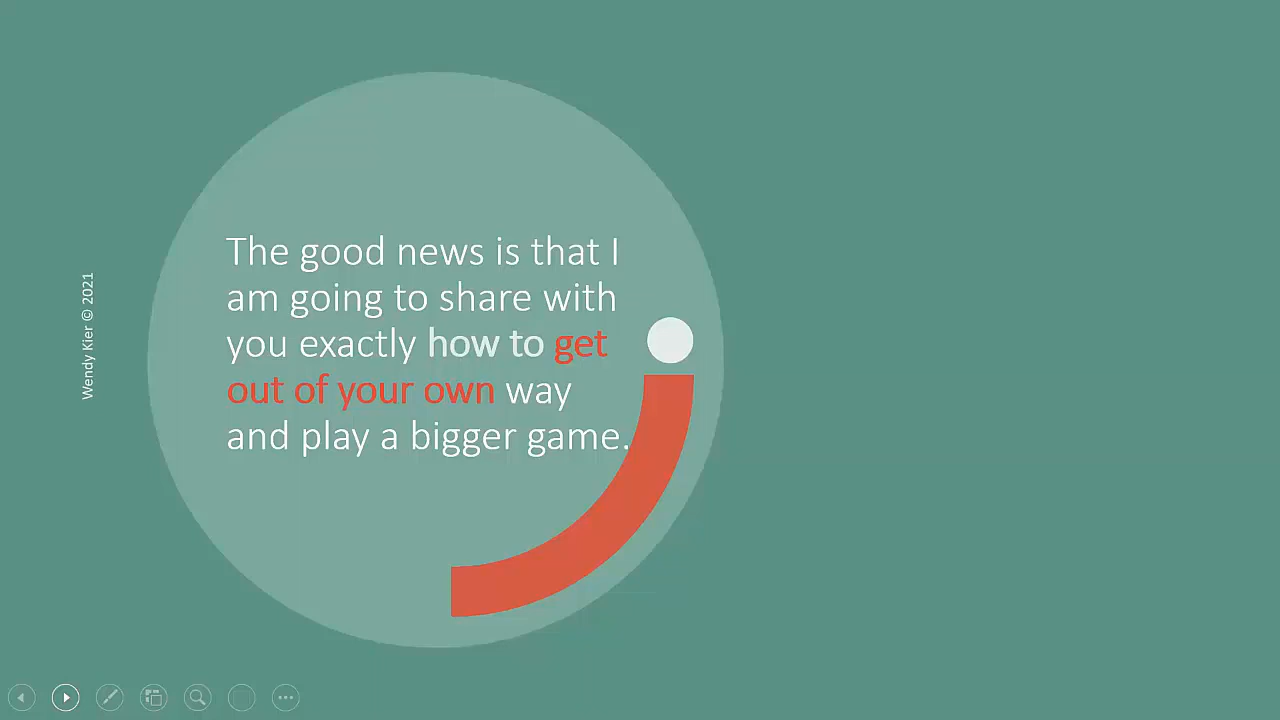 The good news is that I
am going to share with
you exactly how to get
out of your own way
and play a bigger game.
Wendy Kier © 2021